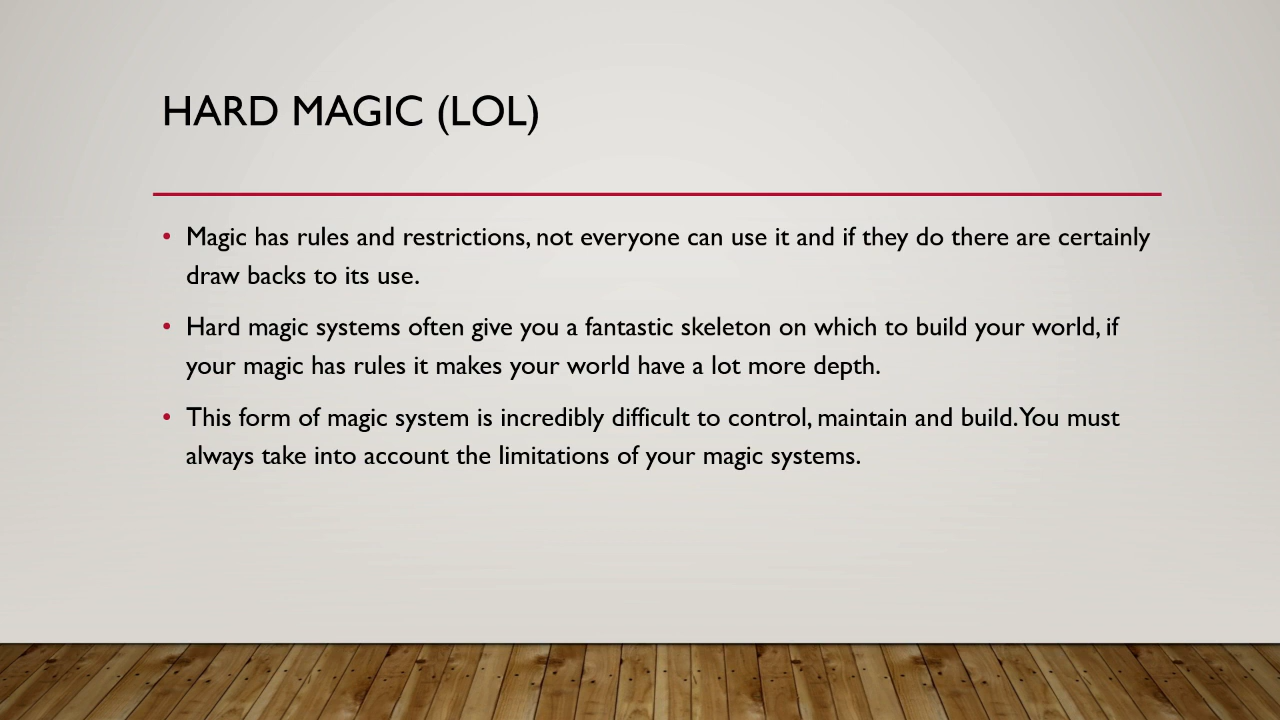 HARD MAGIC (LOL)
• Magic has rules and restrictions, not everyone can use it and if they do there are certainly
draw backs to its use.
• Hard magic systems often give you a fantastic skeleton on which to build your world, if
your magic has rules it makes your world have a lot more depth.
• This form of magic system is incredibly difficult to control, maintain and build. You must
always take into account the limitations of your magic systems.